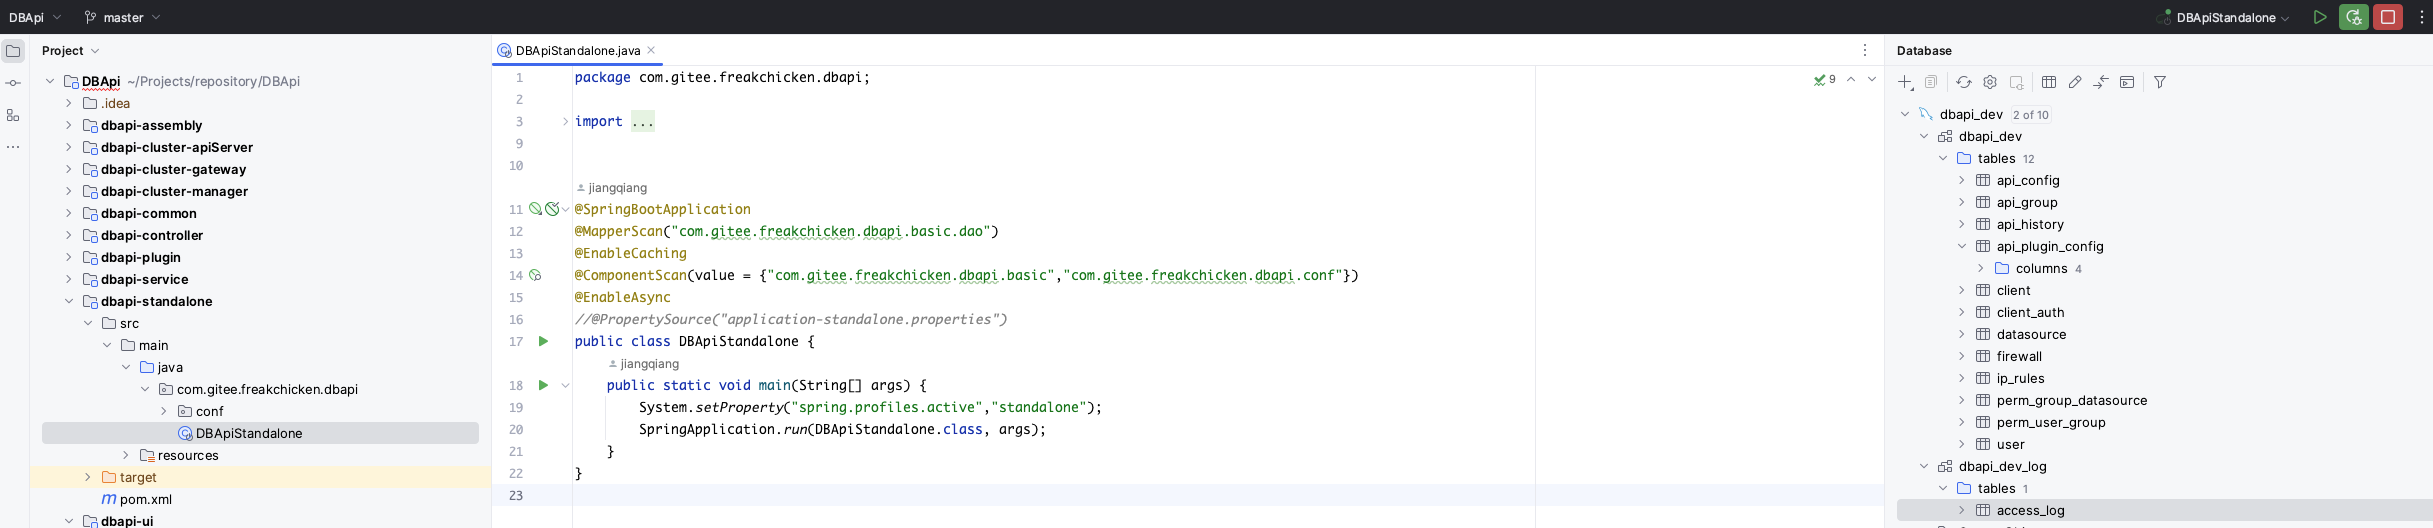 DBApi master DBApiStandalone
Project
DBApi ~/Projects/repository/DBApi
.idea
dbapi-assembly
dbapi-cluster-apiServer
dbapi-cluster-gateway
dbapi-cluster-manager
dbapi-common
dbapi-controller
dbapi-plugin
dbapi-service
dbapi-standalone
src
main
java
com.gitee.freakchicken.dbapi
conf
DBApiStandalone
resources
target
pom.xml
dbapi-ui
DBApiStandalone.java
9
1 package com.gitee.freakchicken.dbapi;
2
3 import ...
9
10
jiangqiang
11 @SpringBootApplication
12 @MapperScan("com.gitee.freakchicken.dbapi.basic.dao")
13 @EnableCaching
14 @ComponentScan(value = {"com.gitee.freakchicken.dbapi.basic","com.gitee.freakchicken.dbapi.conf"})
15 @EnableAsync
16 //@PropertySource("application-standalone.properties")
17 public class DBApiStandalone {
jiangqiang
18 public static void main(String[] args) {
19 System.setProperty("spring.profiles.active","standalone");
20 SpringApplication.run(DBApiStandalone.class, args);
21 }
22 }
23
Database
dbapi_dev 2 of 10
dbapi_dev
tables 12
api_config
api_group
api_history
api_plugin_config
columns 4
client
client_auth
datasource
firewall
ip_rules
perm_group_datasource
perm_user_group
user
dbapi_dev_log
tables 1
access_log